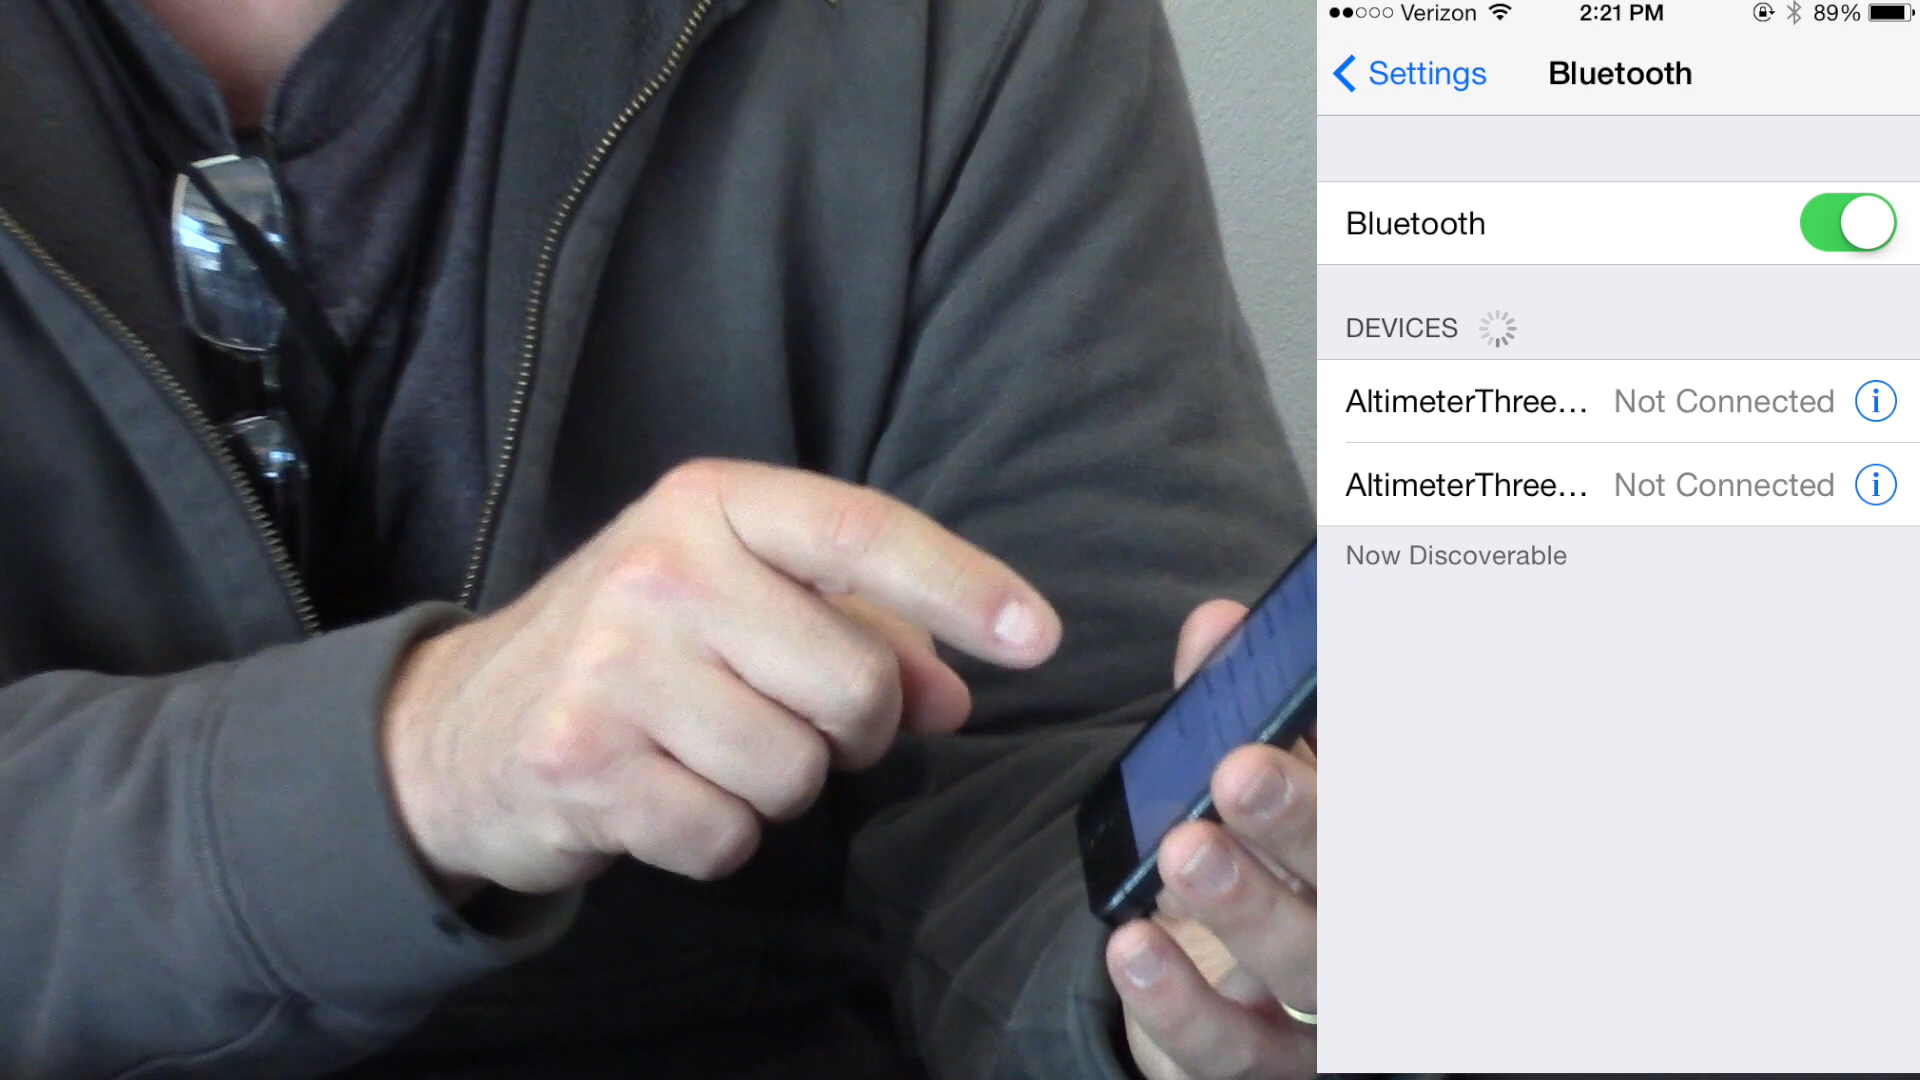 Verizon 2:21 PM 89%
Settings Bluetooth
Bluetooth
DEVICES
AltimeterThree... Not Connected i
AltimeterThree... Not Connected i
Now Discoverable